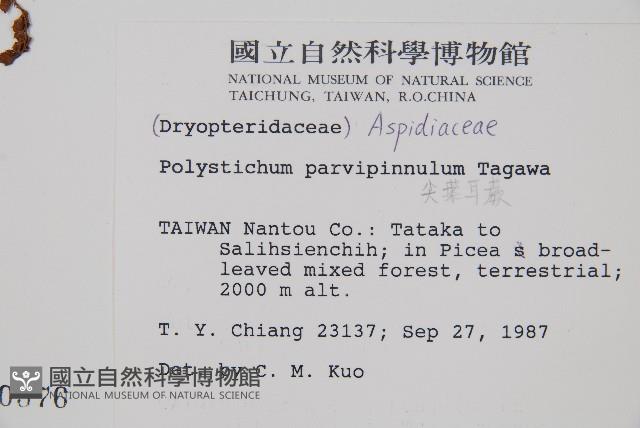 國立自然科學博物館
NATIONAL MUSEUM OF NATURAL SCIENCE
TAICHUNG, TAIWAN, R.O.CHINA
(Dryopteridaceae) Aspidiaceae
Polystichum parvipinnulum Tagawa
尖葉耳蕨
TAIWAN Nantou Co.: Tataka to
Salihsienchih; in Picea & broad-
leaved mixed forest, terrestrial;
2000 m alt.
T. Y. Chiang 23137; Sep 27, 1987
Det. by C. M. Kuo
國立自然科學博物館
NATIONAL MUSEUM OF NATURAL SCIENCE